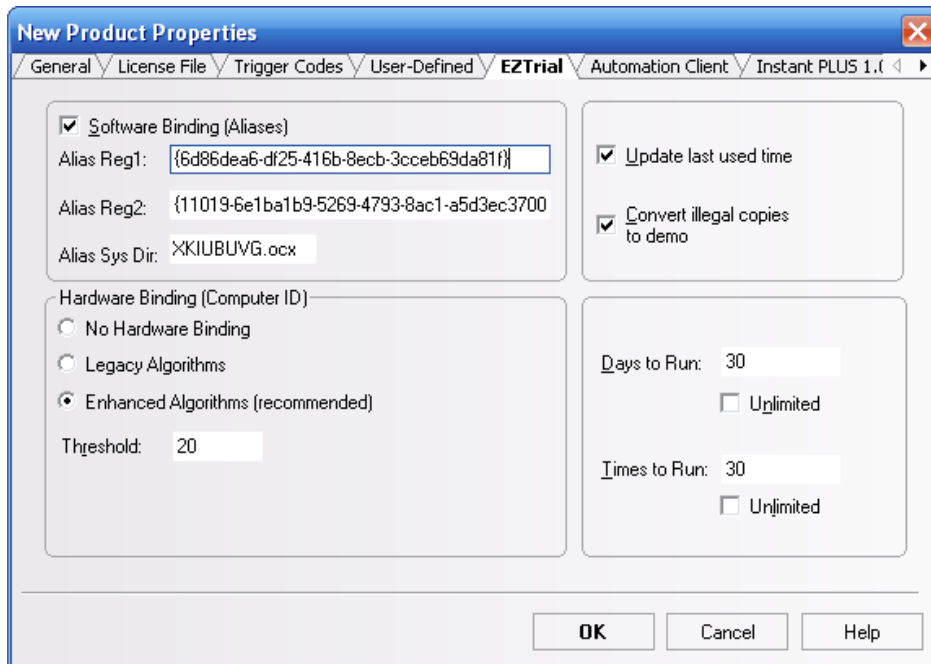 New Product Properties
General License File Trigger Codes User-Defined EZTrial Automation Client Instant PLUS 1.(
Software Binding (Aliases)
Alias Reg1: {6d86dea6-df25-416b-8ecb-3cceb69da81f}
Alias Reg2: {11019-6e1ba1b9-5269-4793-8ac1-a5d3ec3700
Alias Sys Dir: XKIUBUVG.ocx
Update last used time
Convert illegal copies
to demo
Hardware Binding (Computer ID)
No Hardware Binding
Legacy Algorithms
Enhanced Algorithms (recommended)
Threshold: 20
Days to Run: 30
Unlimited
Times to Run: 30
Unlimited
OK Cancel Help